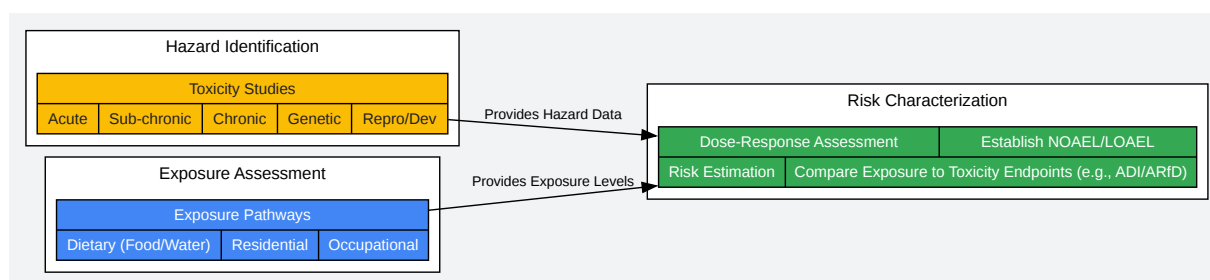 Hazard Identification
Toxicity Studies
Acute Sub-chronic Chronic Genetic Repro/Dev
Exposure Assessment
Exposure Pathways
Dietary (Food/Water) Residential Occupational
Provides Hazard Data
Provides Exposure Levels
Risk Characterization
Dose-Response Assessment Establish NOAEL/LOAEL
Risk Estimation Compare Exposure to Toxicity Endpoints (e.g., ADI/ARfD)